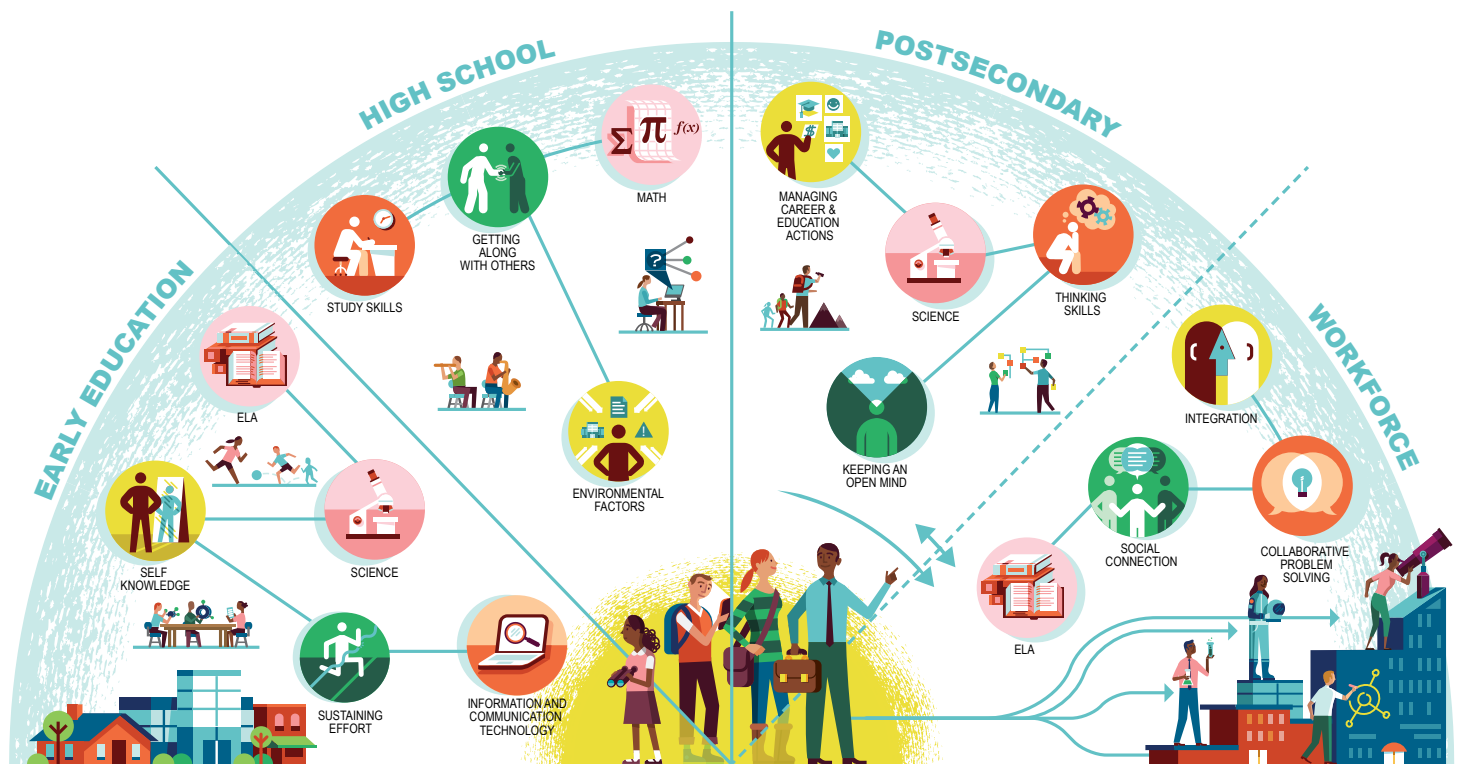 EARLY EDUCATION
ELA
SELF
KNOWLEDGE
SCIENCE
SUSTAINING
EFFORT
INFORMATION AND
COMMUNICATION
TECHNOLOGY
HIGH SCHOOL
STUDY SKILLS
GETTING
ALONG
WITH OTHERS
Σ π f(x)
MATH
?
ENVIRONMENTAL
FACTORS
POSTSECONDARY
$
MANAGING
CAREER &
EDUCATION
ACTIONS
SCIENCE
THINKING
SKILLS
KEEPING AN
OPEN MIND
WORKFORCE
INTEGRATION
SOCIAL
CONNECTION
COLLABORATIVE
PROBLEM
SOLVING
ELA